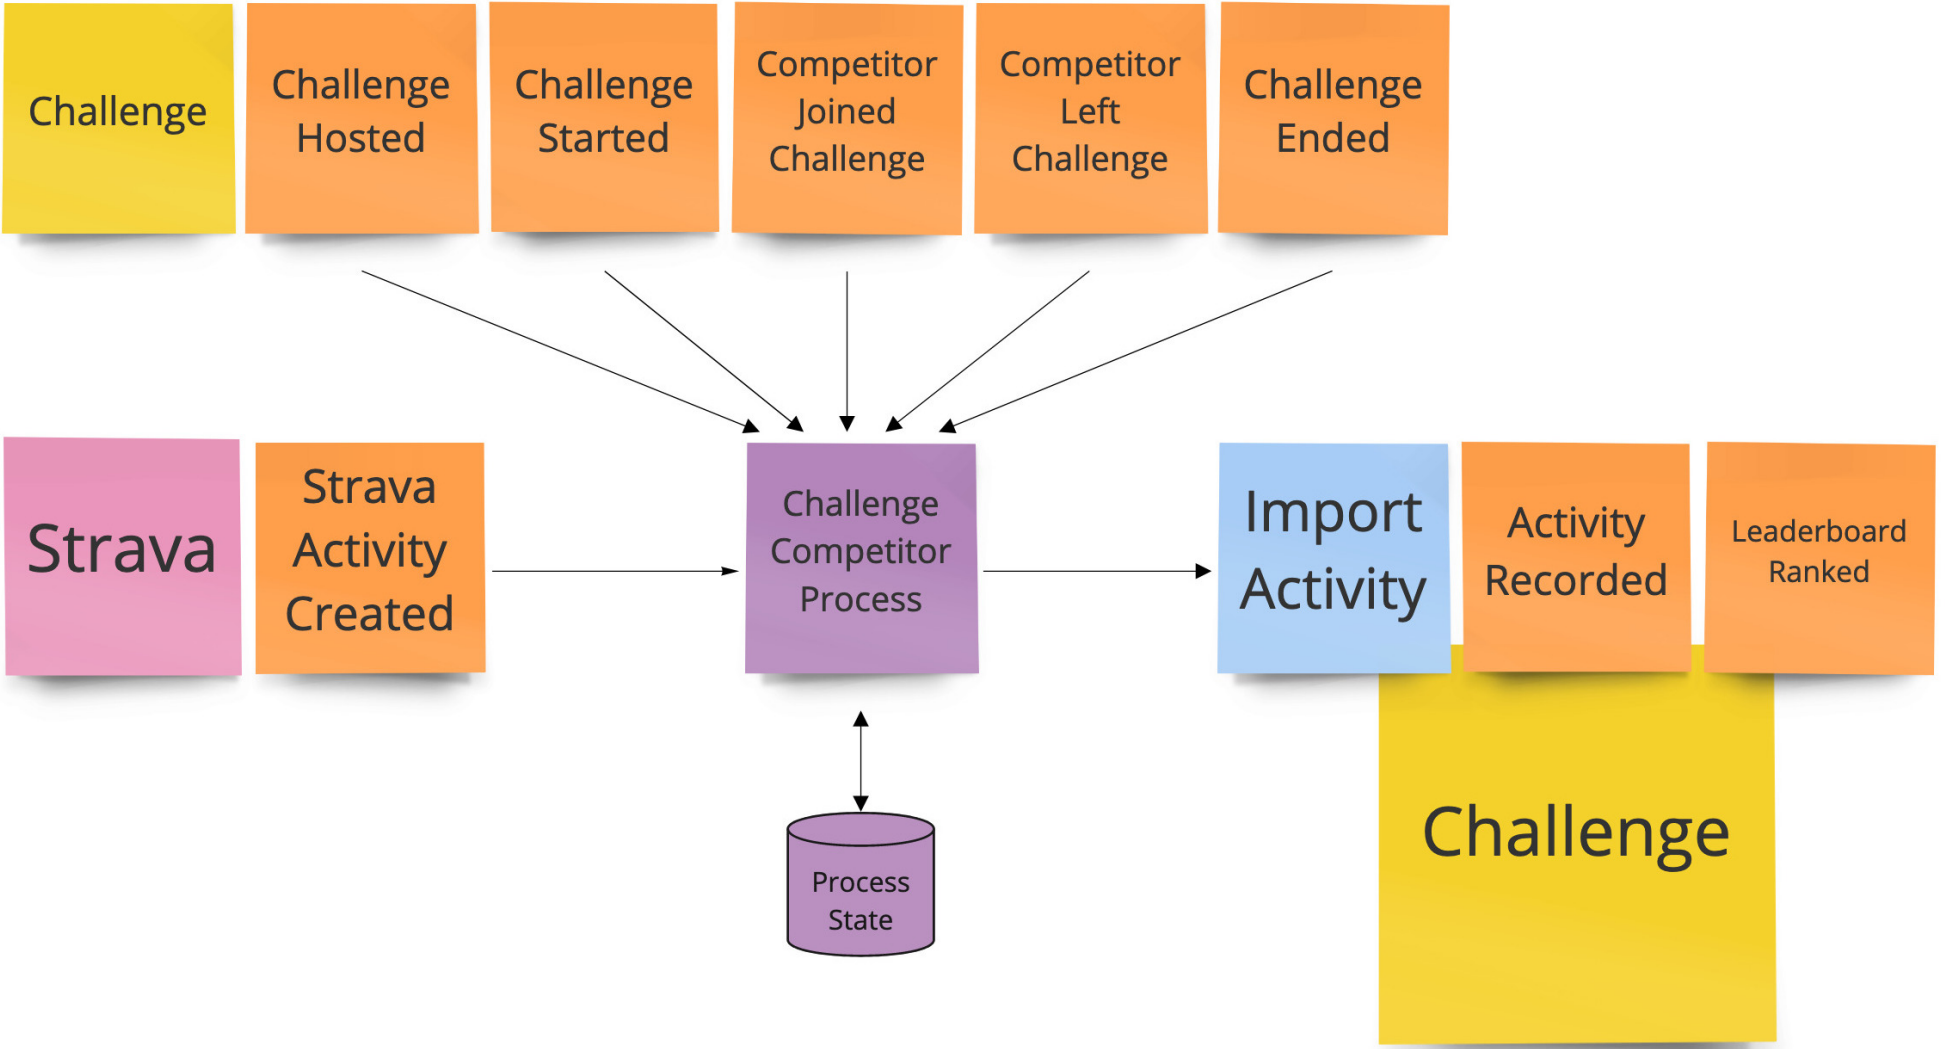 Challenge
Challenge
Hosted
Challenge
Started
Competitor
Joined
Challenge
Competitor
Left
Challenge
Challenge
Ended
Strava
Strava
Activity
Created
Challenge
Competitor
Process
Import
Activity
Activity
Recorded
Leaderboard
Ranked
Process
State
Challenge